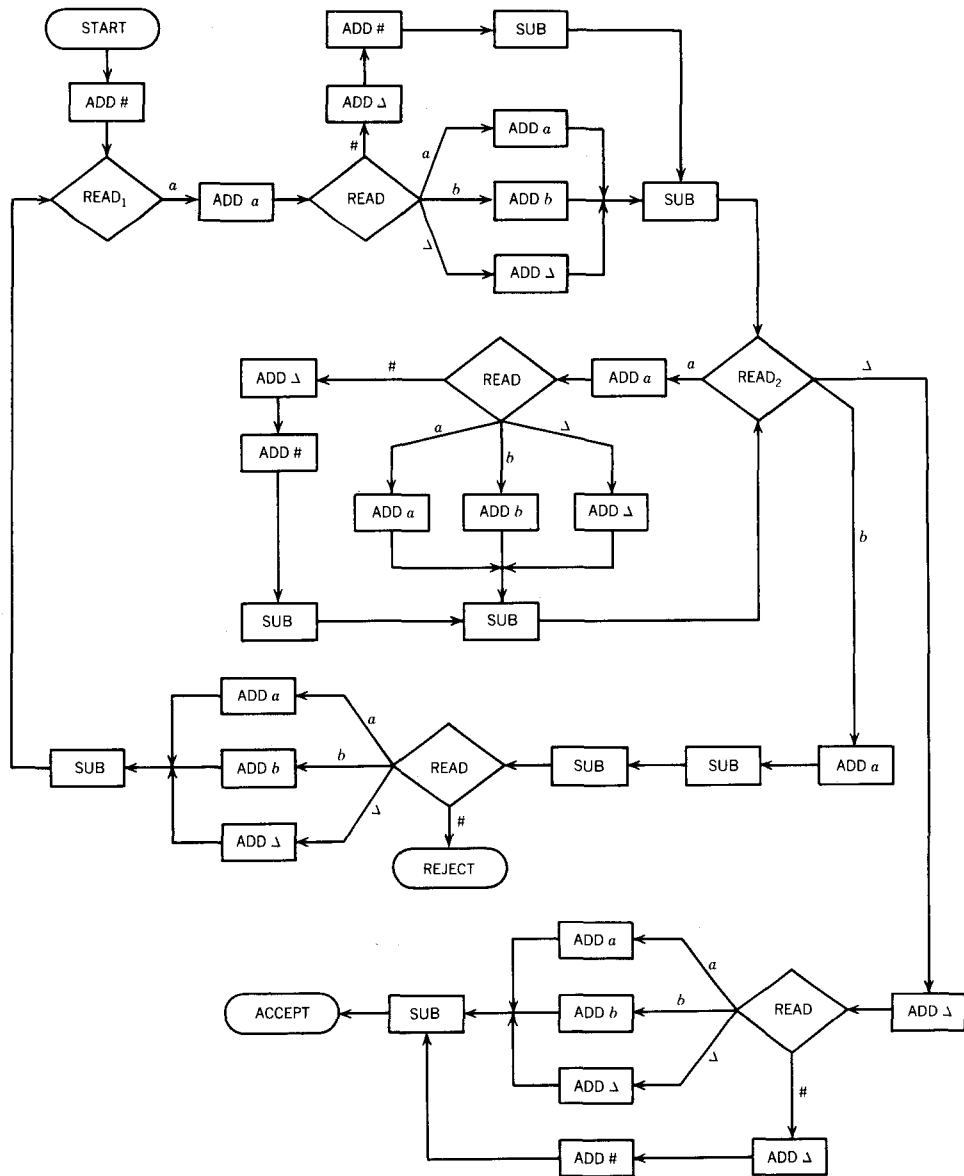 START
ADD #
SUB
ADD #
ADD Δ
ADD a
#
a
READ₁
a
ADD a
READ
b
ADD b
SUB
Δ
ADD Δ
READ
#
ADD Δ
ADD a
a
READ₂
Δ
ADD #
a
b
Δ
ADD a
ADD b
ADD Δ
b
SUB
SUB
ADD a
a
SUB
ADD b
b
READ
SUB
SUB
ADD a
ADD Δ
Δ
#
REJECT
ADD a
a
ACCEPT
SUB
ADD b
b
READ
ADD Δ
ADD Δ
Δ
#
ADD #
ADD Δ